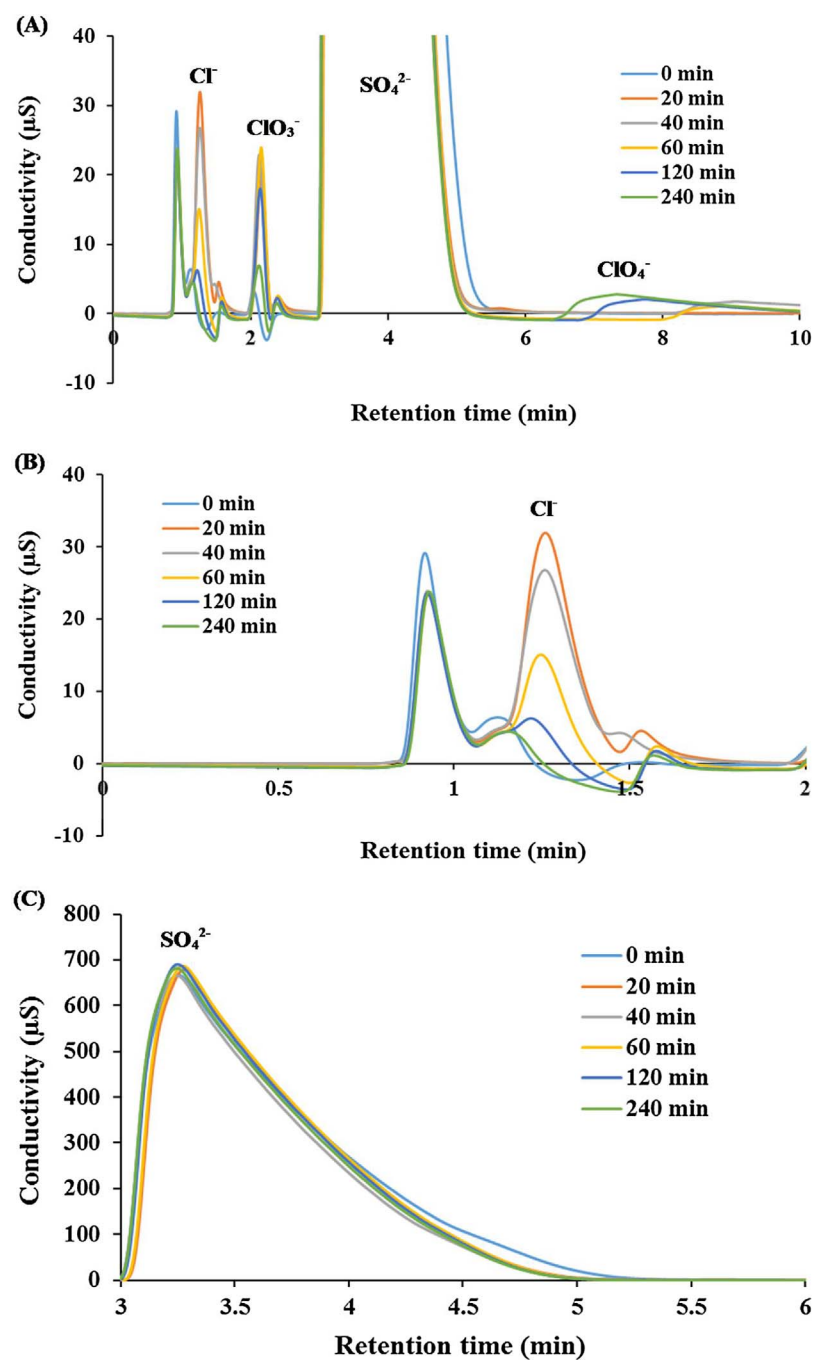 (A)
40
30
20
10
0
-10
Conductivity (µS)
Cl⁻
ClO₃⁻
SO₄²⁻
ClO₄⁻
0 min
20 min
40 min
60 min
120 min
240 min
0 2 4 6 8 10
Retention time (min)
(B)
40
30
20
10
0
-10
Conductivity (µS)
0 min
20 min
40 min
60 min
120 min
240 min
Cl⁻
0 0.5 1 1.5 2
Retention time (min)
(C)
800
700
600
500
400
300
200
100
0
Conductivity (µS)
SO₄²⁻
0 min
20 min
40 min
60 min
120 min
240 min
3 3.5 4 4.5 5 5.5 6
Retention time (min)